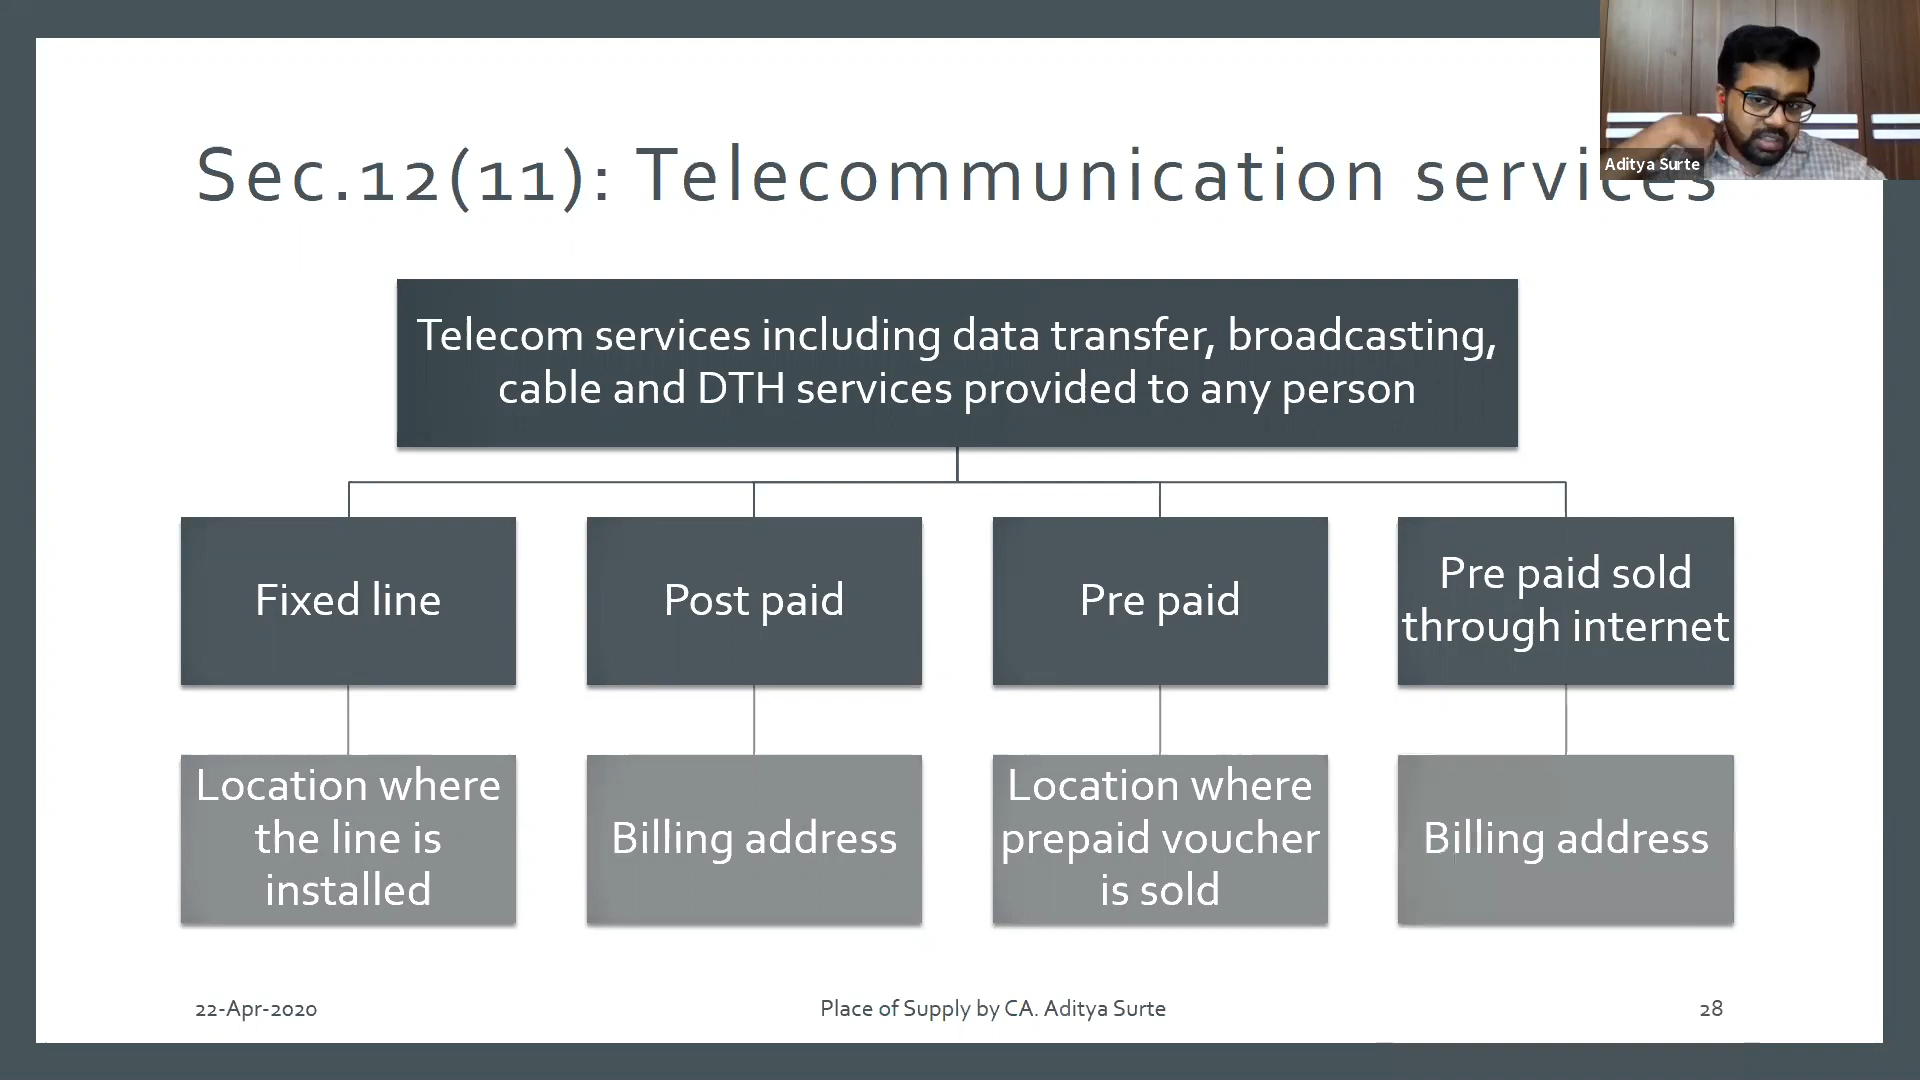 Sec.12(11): Telecommunication services
Aditya Surte
Telecom services including data transfer, broadcasting,
cable and DTH services provided to any person
Fixed line
Post paid
Pre paid
Pre paid sold
through internet
Location where
the line is
installed
Billing address
Location where
prepaid voucher
is sold
Billing address
22-Apr-2020
Place of Supply by CA. Aditya Surte
28